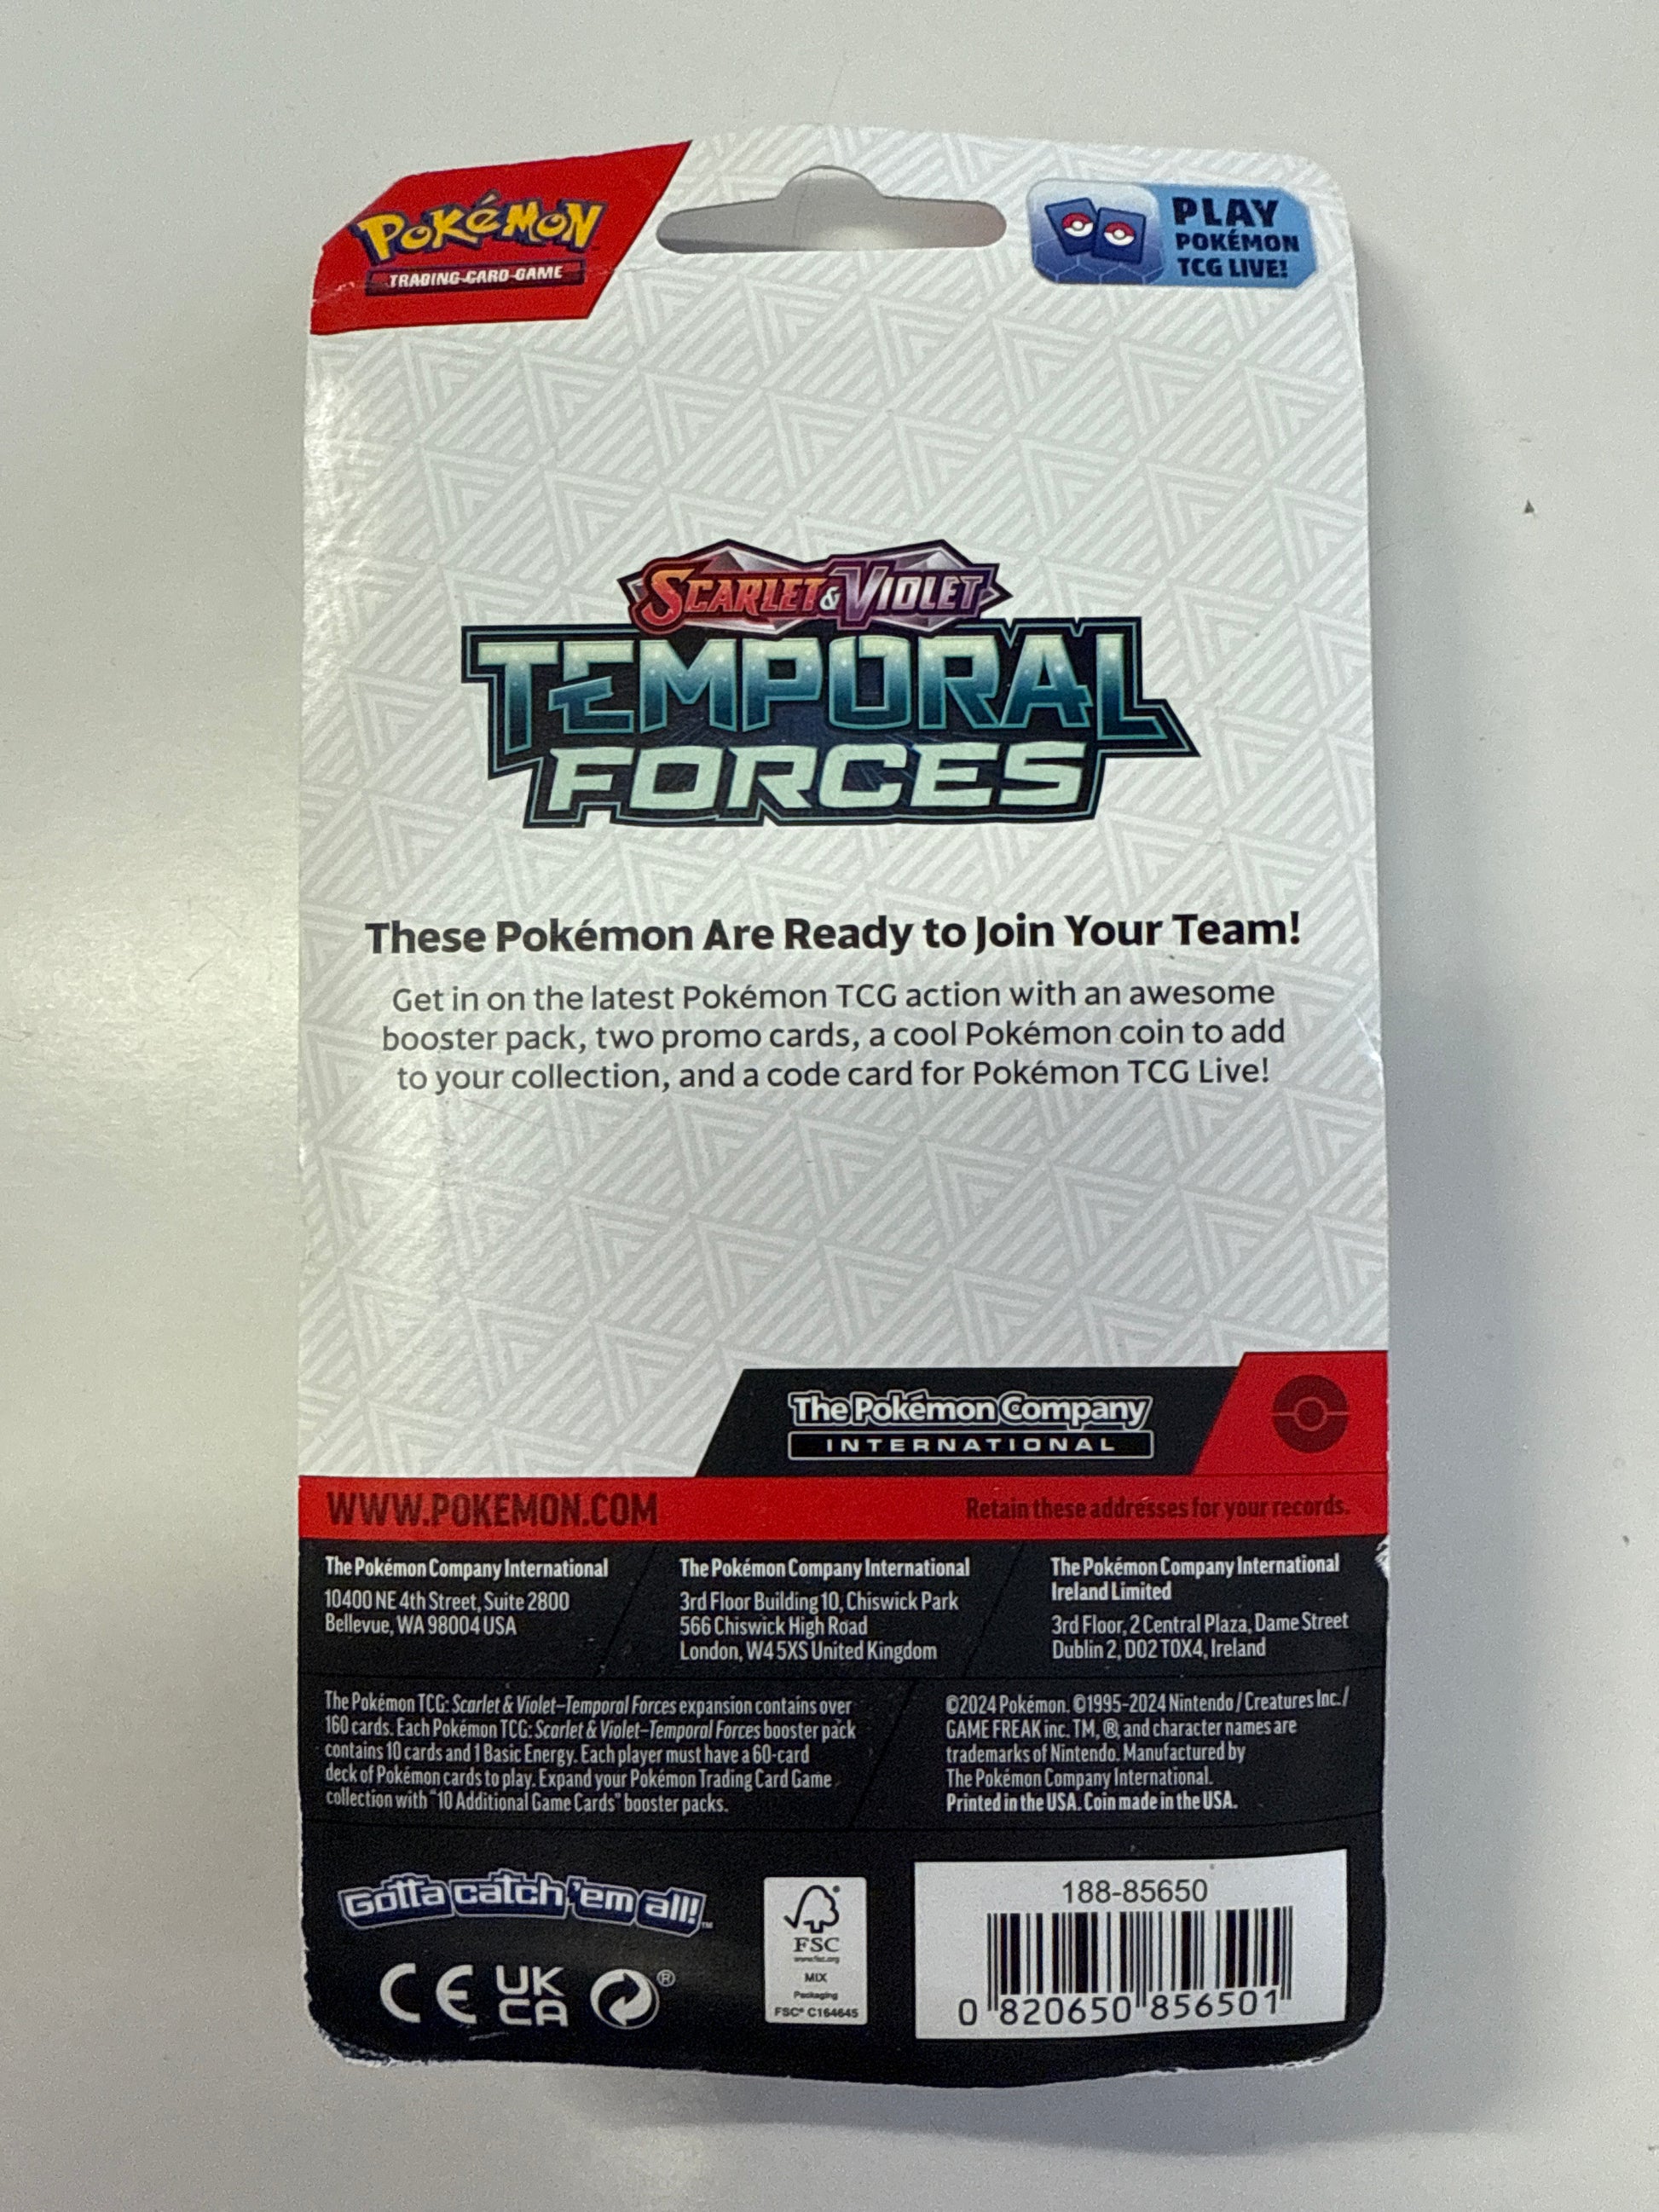 POKéMON
TRADING CARD GAME
PLAY
POKÉMON
TCG LIVE!
SCARLET & VIOLET
TEMPORAL
FORCES
These Pokémon Are Ready to Join Your Team!
Get in on the latest Pokémon TCG action with an awesome
booster pack, two promo cards, a cool Pokémon coin to add
to your collection, and a code card for Pokémon TCG Live!
The Pokémon Company
INTERNATIONAL
WWW.POKEMON.COM
Retain these addresses for your records.
The Pokémon Company International
10400 NE 4th Street, Suite 2800
Bellevue, WA 98004 USA
The Pokémon Company International
3rd Floor Building 10, Chiswick Park
566 Chiswick High Road
London, W4 5XS United Kingdom
The Pokémon Company International
Ireland Limited
3rd Floor, 2 Central Plaza, Dame Street
Dublin 2, D02 T0X4, Ireland
The Pokémon TCG: Scarlet & Violet–Temporal Forces expansion contains over
160 cards. Each Pokémon TCG: Scarlet & Violet–Temporal Forces booster pack
contains 10 cards and 1 Basic Energy. Each player must have a 60-card
deck of Pokémon cards to play. Expand your Pokémon Trading Card Game
collection with "10 Additional Game Cards" booster packs.
©2024 Pokémon. ©1995–2024 Nintendo / Creatures Inc. /
GAME FREAK inc. TM, ®, and character names are
trademarks of Nintendo. Manufactured by
The Pokémon Company International.
Printed in the USA. Coin made in the USA.
Gotta catch 'em all!™
CE
UK
CA
®
FSC
www.fsc.org
MIX
Packaging
FSC® C164645
188-85650
0 820650 856501